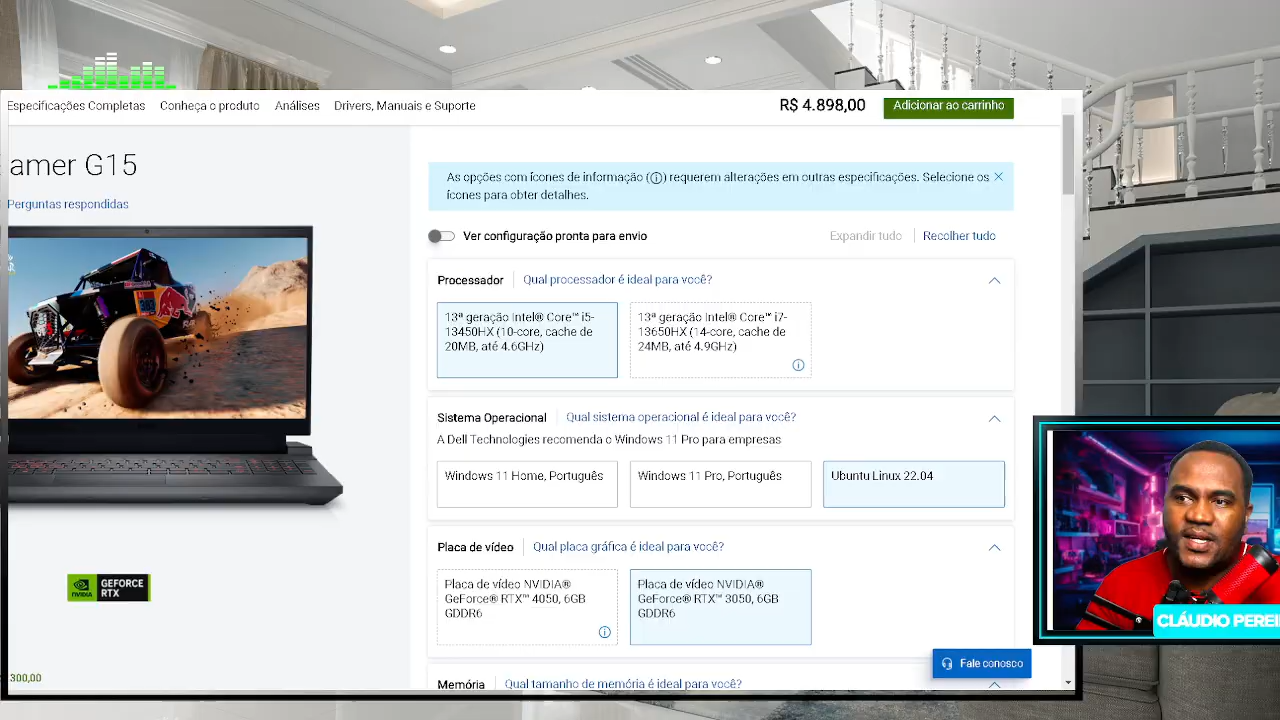 Especificações Completas Conheça o produto Análises Drivers, Manuais e Suporte R$ 4.898,00 Adicionar ao carrinho
amer G15
Perguntas respondidas
As opções com ícones de informação (i) requerem alterações em outras especificações. Selecione os
ícones para obter detalhes.
Ver configuração pronta para envio Expandir tudo Recolher tudo
Processador Qual processador é ideal para você?
13ª geração Intel® Core™ i5-
13450HX (10-core, cache de
20MB, até 4.6GHz)
13ª geração Intel® Core™ i7-
13650HX (14-core, cache de
24MB, até 4.9GHz)
Sistema Operacional Qual sistema operacional é ideal para você?
A Dell Technologies recomenda o Windows 11 Pro para empresas
Windows 11 Home, Português Windows 11 Pro, Português Ubuntu Linux 22.04
Placa de vídeo Qual placa gráfica é ideal para você?
Placa de vídeo NVIDIA®
GeForce® RTX™ 4050, 6GB
GDDR6
Placa de vídeo NVIDIA®
GeForce® RTX™ 3050, 6GB
GDDR6
NVIDIA
GEFORCE
RTX
CLÁUDIO PEREI
Fale conosco
300,00
Memória Qual tamanho de memória é ideal para você?